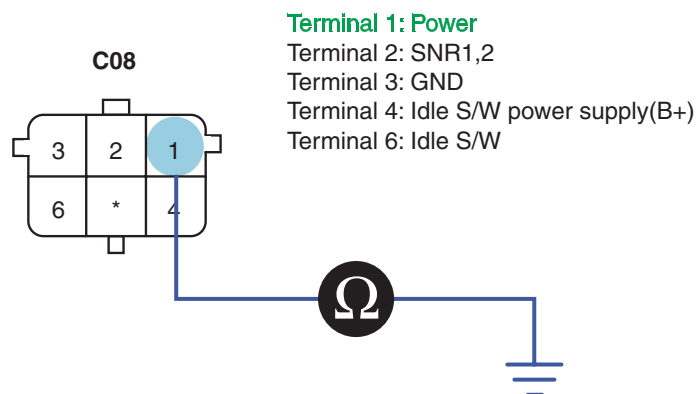 Terminal 1: Power
Terminal 2: SNR1,2
C08
Terminal 3: GND
Terminal 4: Idle S/W power supply(B+)
Terminal 6: Idle S/W
3 2 1
6 * 4
Ω